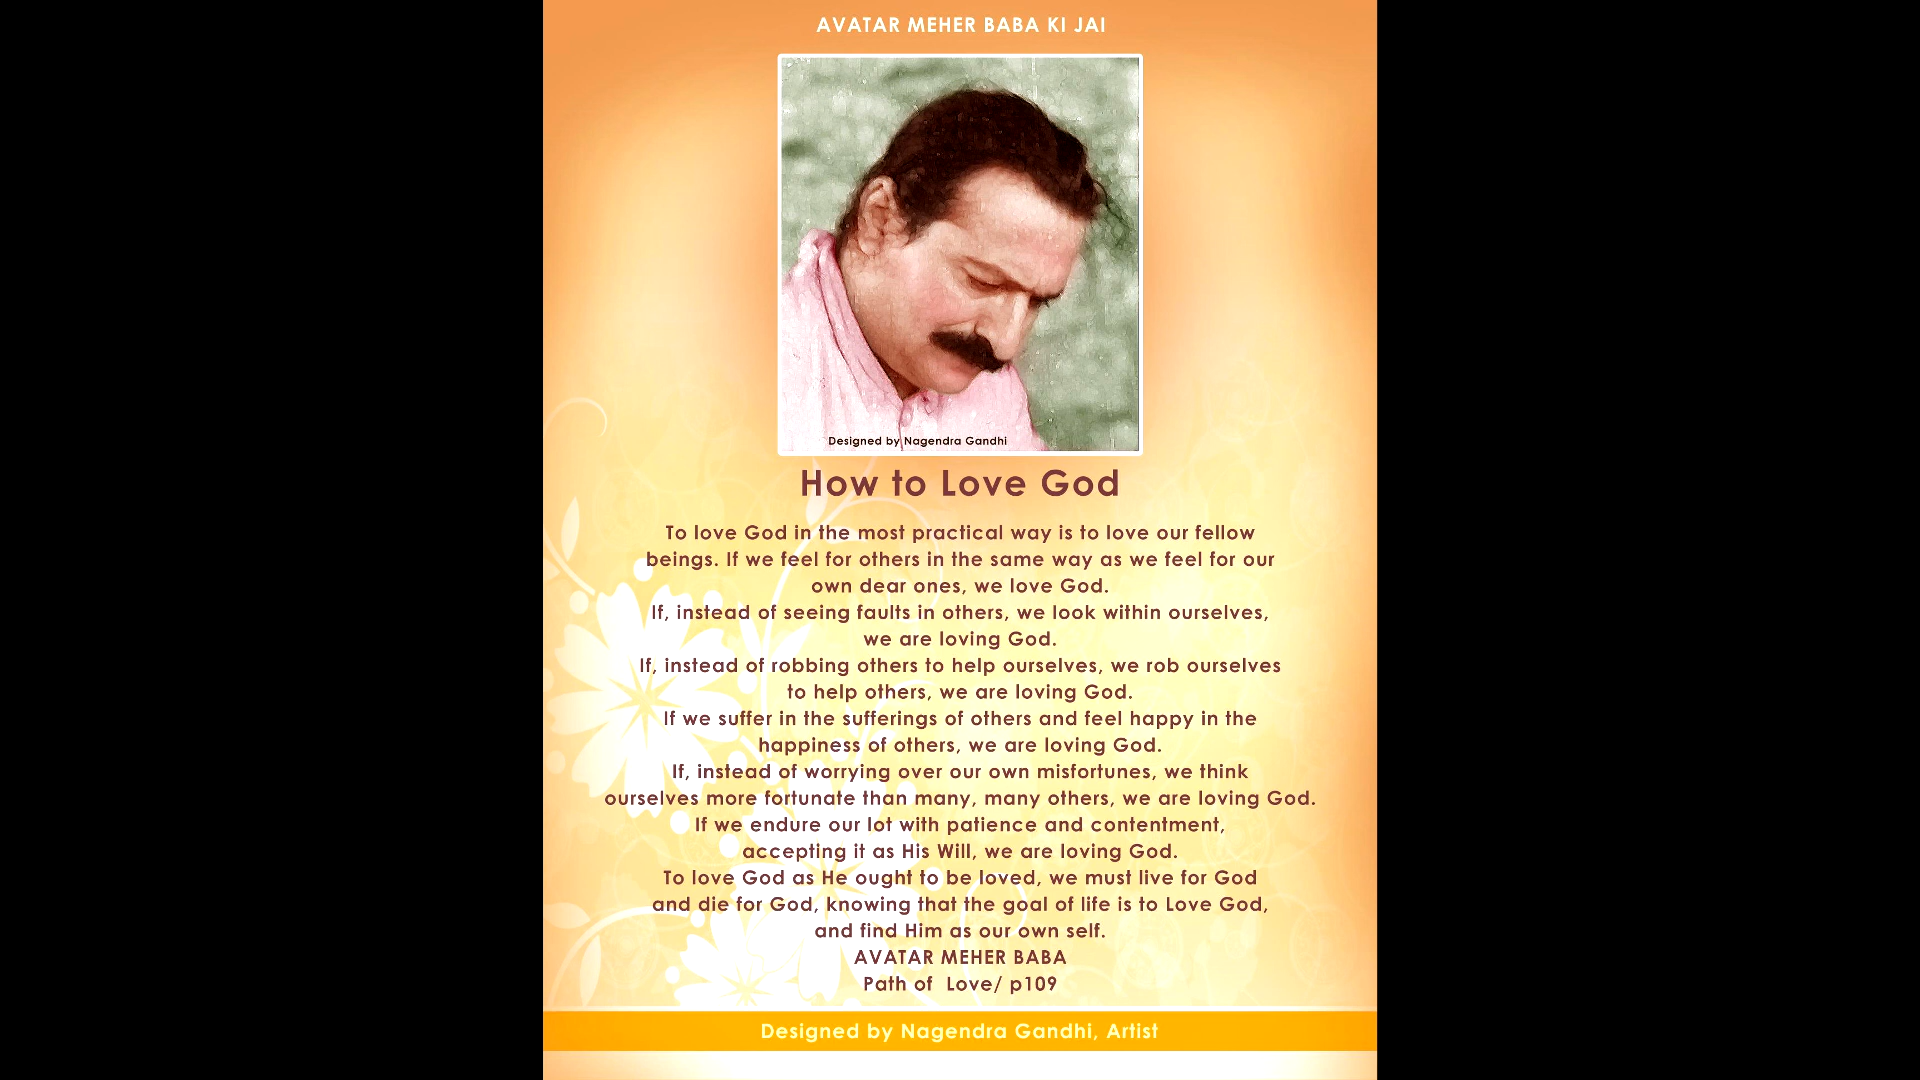 AVATAR MEHER BABA KI JAI
Designed by Nagendra Gandhi
How to Love God
To love God in the most practical way is to love our fellow
beings. If we feel for others in the same way as we feel for our
own dear ones, we love God.
If, instead of seeing faults in others, we look within ourselves,
we are loving God.
If, instead of robbing others to help ourselves, we rob ourselves
to help others, we are loving God.
If we suffer in the sufferings of others and feel happy in the
happiness of others, we are loving God.
If, instead of worrying over our own misfortunes, we think
ourselves more fortunate than many, many others, we are loving God.
If we endure our lot with patience and contentment,
accepting it as His Will, we are loving God.
To love God as He ought to be loved, we must live for God
and die for God, knowing that the goal of life is to Love God,
and find Him as our own self.
AVATAR MEHER BABA
Path of  Love/ p109
Designed by Nagendra Gandhi, Artist